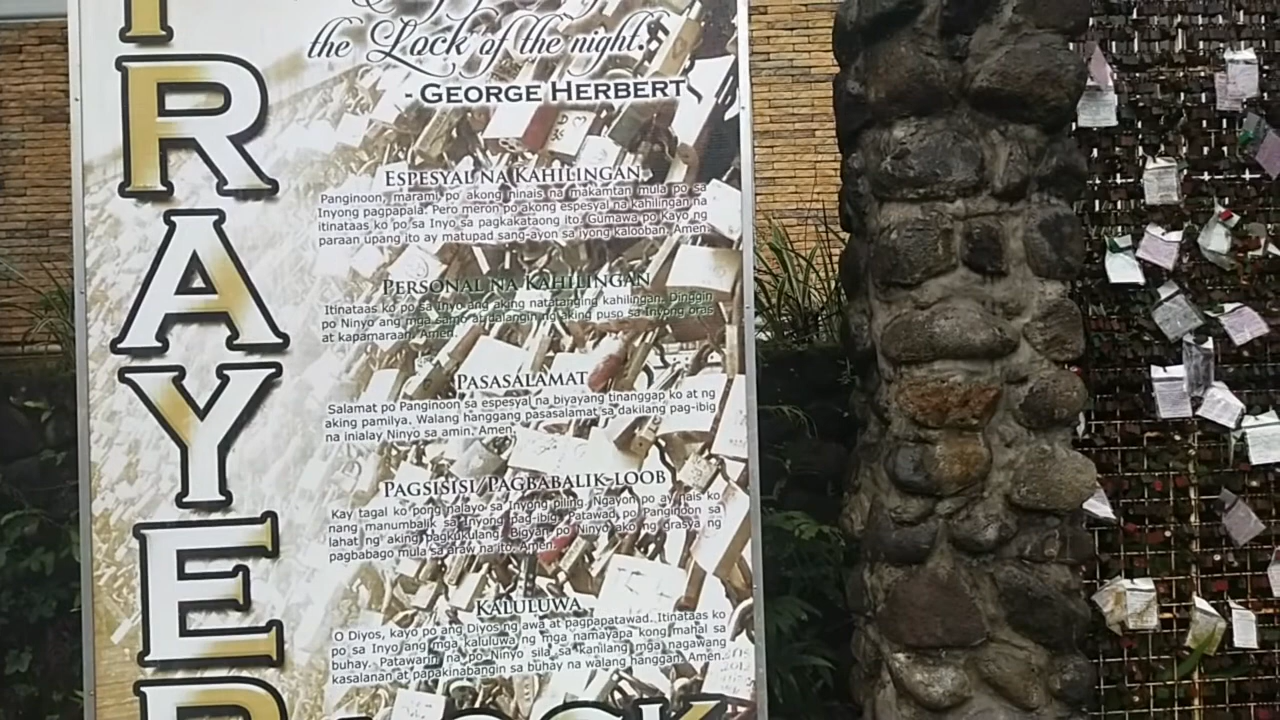 the Lock of the night."
- GEORGE HERBERT
PRAYER
ESPESYAL NA KAHILINGAN
Panginoon, marami po akong ninais na makamtan mula po sa
Inyong pagpapala. Pero meron po akong espesyal na kahilingan na
itinataas ko po sa Inyo sa pagkakataong ito. Gumawa po Kayo ng
paraan upang ito ay matupad sang-ayon sa iyong kalooban. Amen.
PERSONAL NA KAHILINGAN
Itinataas ko po sa Inyo ang aking natatanging kahilingan. Dinggin
po Ninyo ang mga samo at dalangin ng aking puso sa Inyong oras
at kapamaraan. Amen.
PASASALAMAT
Salamat po Panginoon sa espesyal na biyayang tinanggap ko at ng
aking pamilya. Walang hanggang pasasalamat sa dakilang pag-ibig
na inialay Ninyo sa amin. Amen.
PAGSISISI/PAGBABALIK-LOOB
Kay tagal ko pong nalayo sa Inyong piling. Ngayon po ay nais ko
nang manumbalik sa Inyong pag-ibig. Patawad po Panginoon sa
lahat ng aking pagkukulang. Bigyan po Ninyo ako ng grasya ng
pagbabago mula sa araw na ito. Amen.
KALULUWA
O Diyos, kayo po ang Diyos ng awa at pagpapatawad. Itinataas ko
po sa Inyo ang mga kaluluwa ng mga namayapa kong mahal sa
buhay. Patawarin na po Ninyo sila sa kanilang mga nagawang
kasalanan at papakinabangin sa buhay na walang hanggan. Amen.